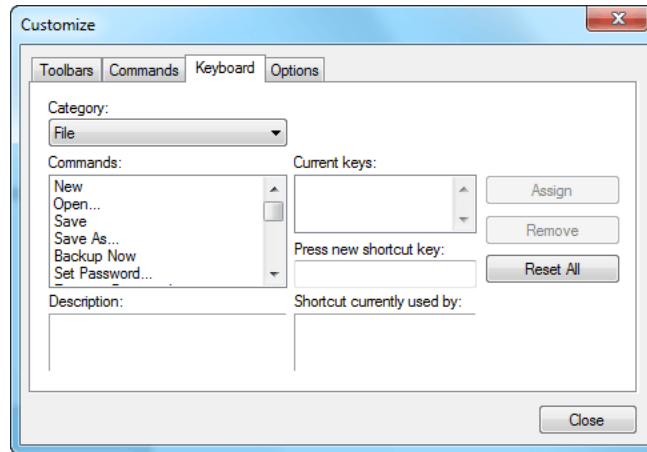 Customize
Toolbars Commands Keyboard Options
Category:
File
Commands:
New
Open...
Save
Save As...
Backup Now
Set Password...
Current keys:
Press new shortcut key:
Assign
Remove
Reset All
Description:
Shortcut currently used by:
Close